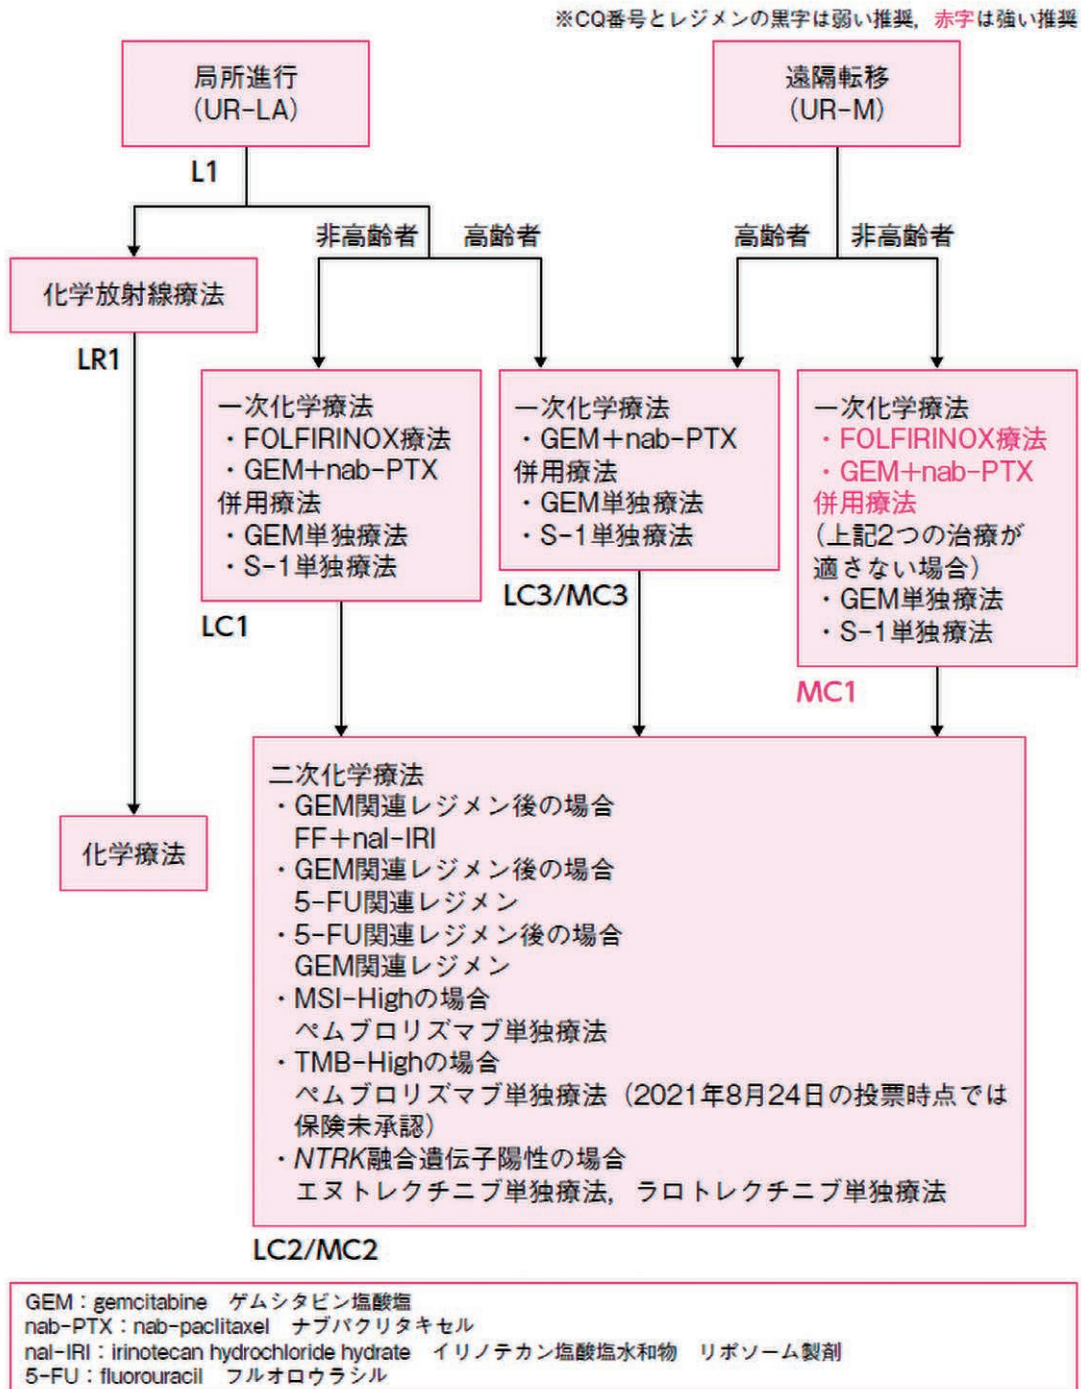 ※CQ番号とレジメンの黒字は弱い推奨，赤字は強い推奨
局所進行
（UR-LA）
遠隔転移
（UR-M）
L1
非高齢者
高齢者
高齢者
非高齢者
化学放射線療法
LR1
一次化学療法
・FOLFIRINOX療法
・GEM＋nab-PTX
併用療法
・GEM単独療法
・S-1単独療法
LC1
一次化学療法
・GEM＋nab-PTX
併用療法
・GEM単独療法
・S-1単独療法
LC3/MC3
一次化学療法
・FOLFIRINOX療法
・GEM＋nab-PTX
併用療法
（上記2つの治療が
適さない場合）
・GEM単独療法
・S-1単独療法
MC1
化学療法
二次化学療法
・GEM関連レジメン後の場合
FF＋nal-IRI
・GEM関連レジメン後の場合
5-FU関連レジメン
・5-FU関連レジメン後の場合
GEM関連レジメン
・MSI-Highの場合
ペムブロリズマブ単独療法
・TMB-Highの場合
ペムブロリズマブ単独療法（2021年8月24日の投票時点では
保険未承認）
・NTRK融合遺伝子陽性の場合
エヌトレクチニブ単独療法，ラロトレクチニブ単独療法
LC2/MC2
GEM：gemcitabine　ゲムシタビン塩酸塩
nab-PTX：nab-paclitaxel　ナブパクリタキセル
nal-IRI：irinotecan hydrochloride hydrate　イリノテカン塩酸塩水和物　リポソーム製剤
5-FU：fluorouracil　フルオロウラシル